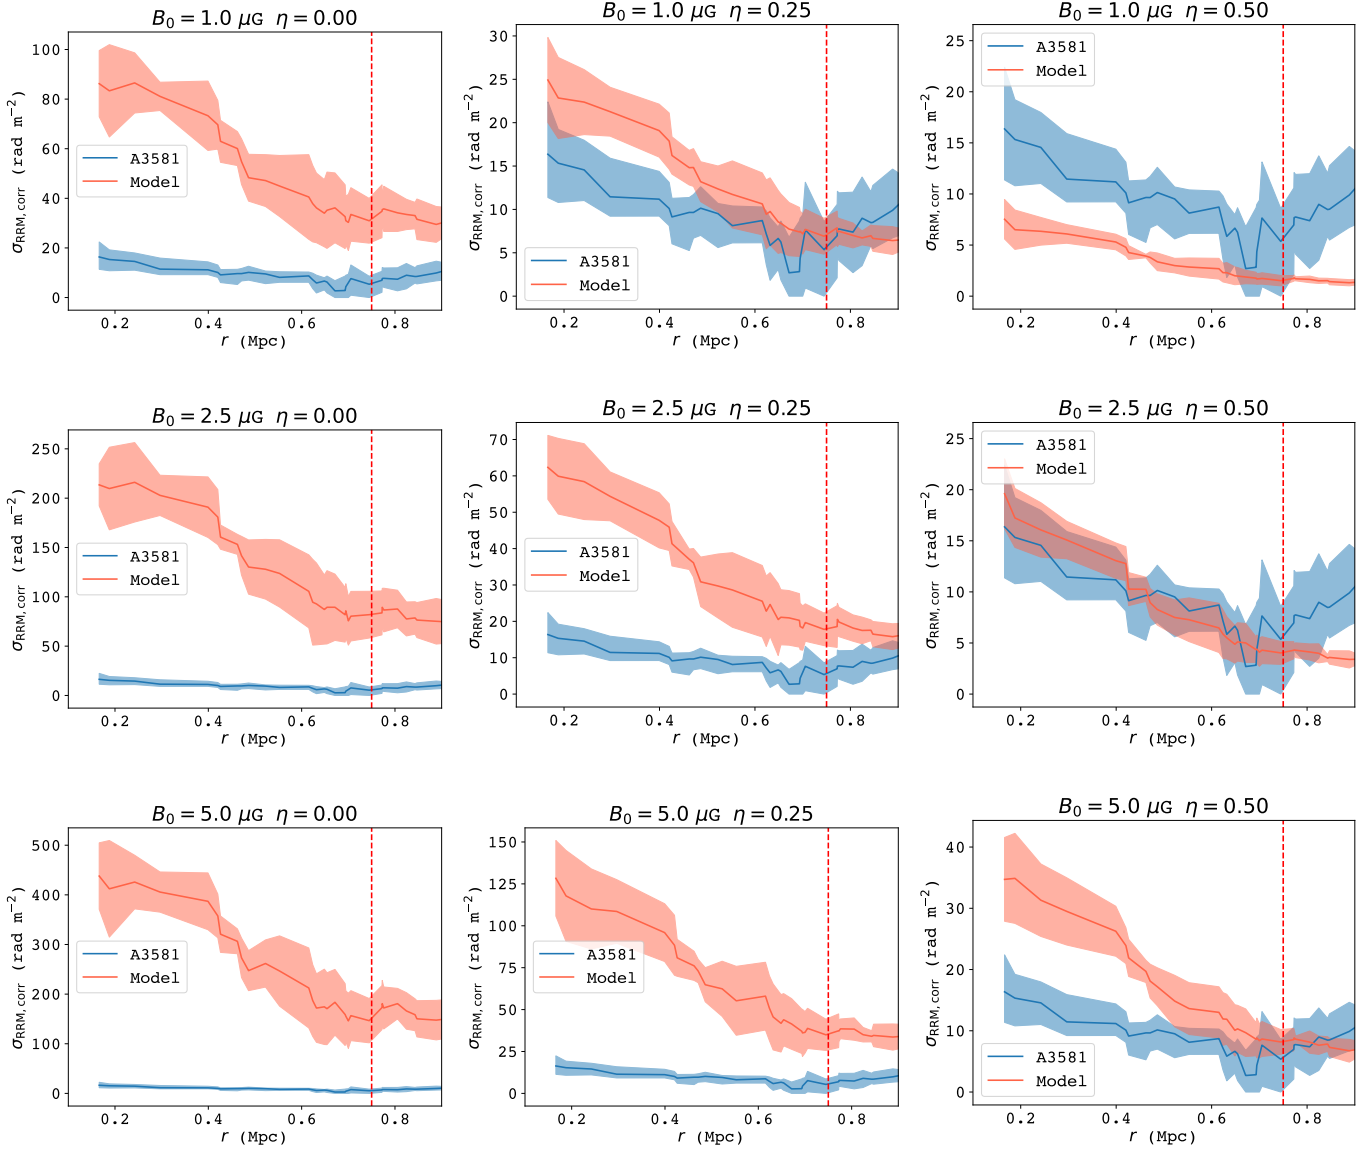 B₀ = 1.0 μG η = 0.00
100
80
60
40
20
0
σRRM,corr (rad m⁻²)
A3581
Model
0.2 0.4 0.6 0.8
r (Mpc)
B₀ = 1.0 μG η = 0.25
30
25
20
15
10
5
0
σRRM,corr (rad m⁻²)
A3581
Model
0.2 0.4 0.6 0.8
r (Mpc)
B₀ = 1.0 μG η = 0.50
25
20
15
10
5
0
σRRM,corr (rad m⁻²)
A3581
Model
0.2 0.4 0.6 0.8
r (Mpc)
B₀ = 2.5 μG η = 0.00
250
200
150
100
50
0
σRRM,corr (rad m⁻²)
A3581
Model
0.2 0.4 0.6 0.8
r (Mpc)
B₀ = 2.5 μG η = 0.25
70
60
50
40
30
20
10
0
σRRM,corr (rad m⁻²)
A3581
Model
0.2 0.4 0.6 0.8
r (Mpc)
B₀ = 2.5 μG η = 0.50
25
20
15
10
5
0
σRRM,corr (rad m⁻²)
A3581
Model
0.2 0.4 0.6 0.8
r (Mpc)
B₀ = 5.0 μG η = 0.00
500
400
300
200
100
0
σRRM,corr (rad m⁻²)
A3581
Model
0.2 0.4 0.6 0.8
r (Mpc)
B₀ = 5.0 μG η = 0.25
150
125
100
75
50
25
0
σRRM,corr (rad m⁻²)
A3581
Model
0.2 0.4 0.6 0.8
r (Mpc)
B₀ = 5.0 μG η = 0.50
40
30
20
10
0
σRRM,corr (rad m⁻²)
A3581
Model
0.2 0.4 0.6 0.8
r (Mpc)